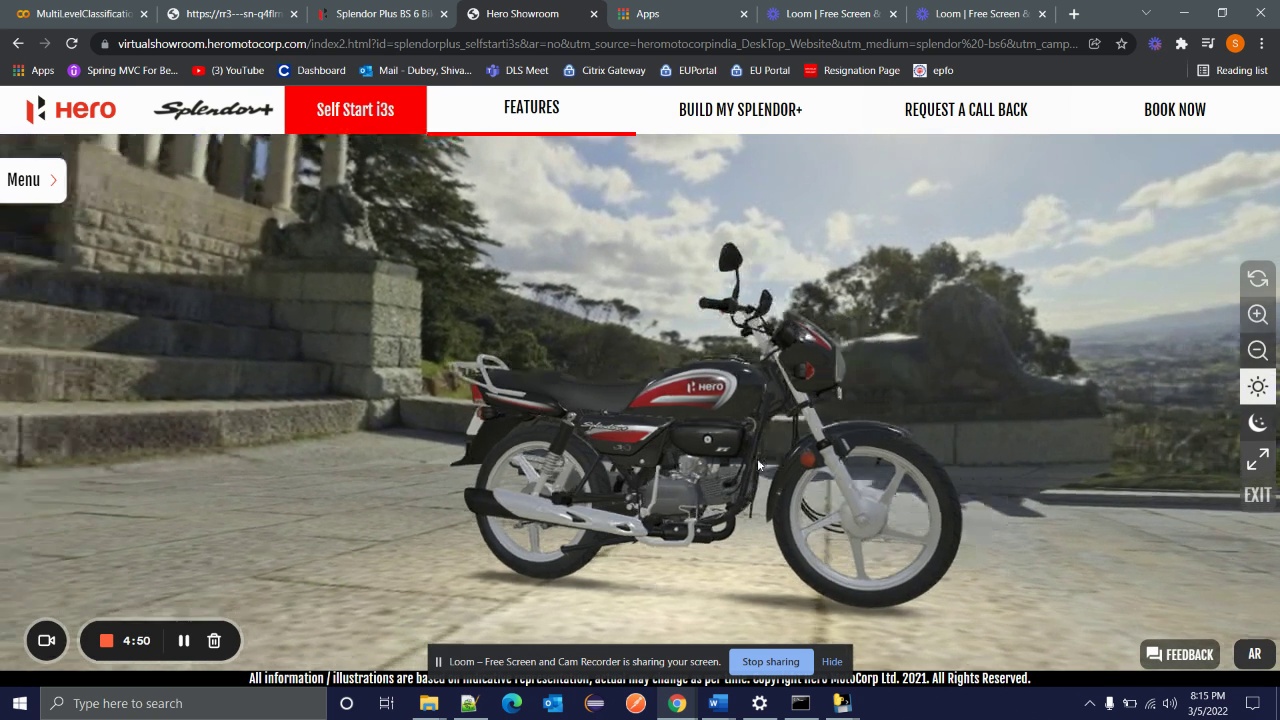 MultiLevelClassificatio
https://rr3---sn-q4flrn
Splendor Plus BS 6 Bi
Hero Showroom
Apps
Loom | Free Screen &
Loom | Free Screen &
virtualshowroom.heromotocorp.com/index2.html?id=splendorplus_selfstarti3s&at=no&utm_source=heromotocorpindia_DeskTop_Website&utm_medium=splendor%20-bs6&utm_camp...
S
Apps
Spring MVC For Be...
(3) YouTube
Dashboard
Mail - Dubey, Shiva...
DLS Meet
Citrix Gateway
EUPortal
EU Portal
Resignation Page
epfo
Reading list
Hero
Splendor+
Self Start i3s
FEATURES
BUILD MY SPLENDOR+
REQUEST A CALL BACK
BOOK NOW
Menu
Hero
Splendor+
EXIT
4:50
Loom – Free Screen and Cam Recorder is sharing your screen.
Stop sharing
Hide
FEEDBACK
AR
All information / illustrations are based on indicative representation, actual may change as per time. Copyright Hero MotoCorp Ltd. 2021. All Rights Reserved.
Type here to search
8:15 PM
3/5/2022